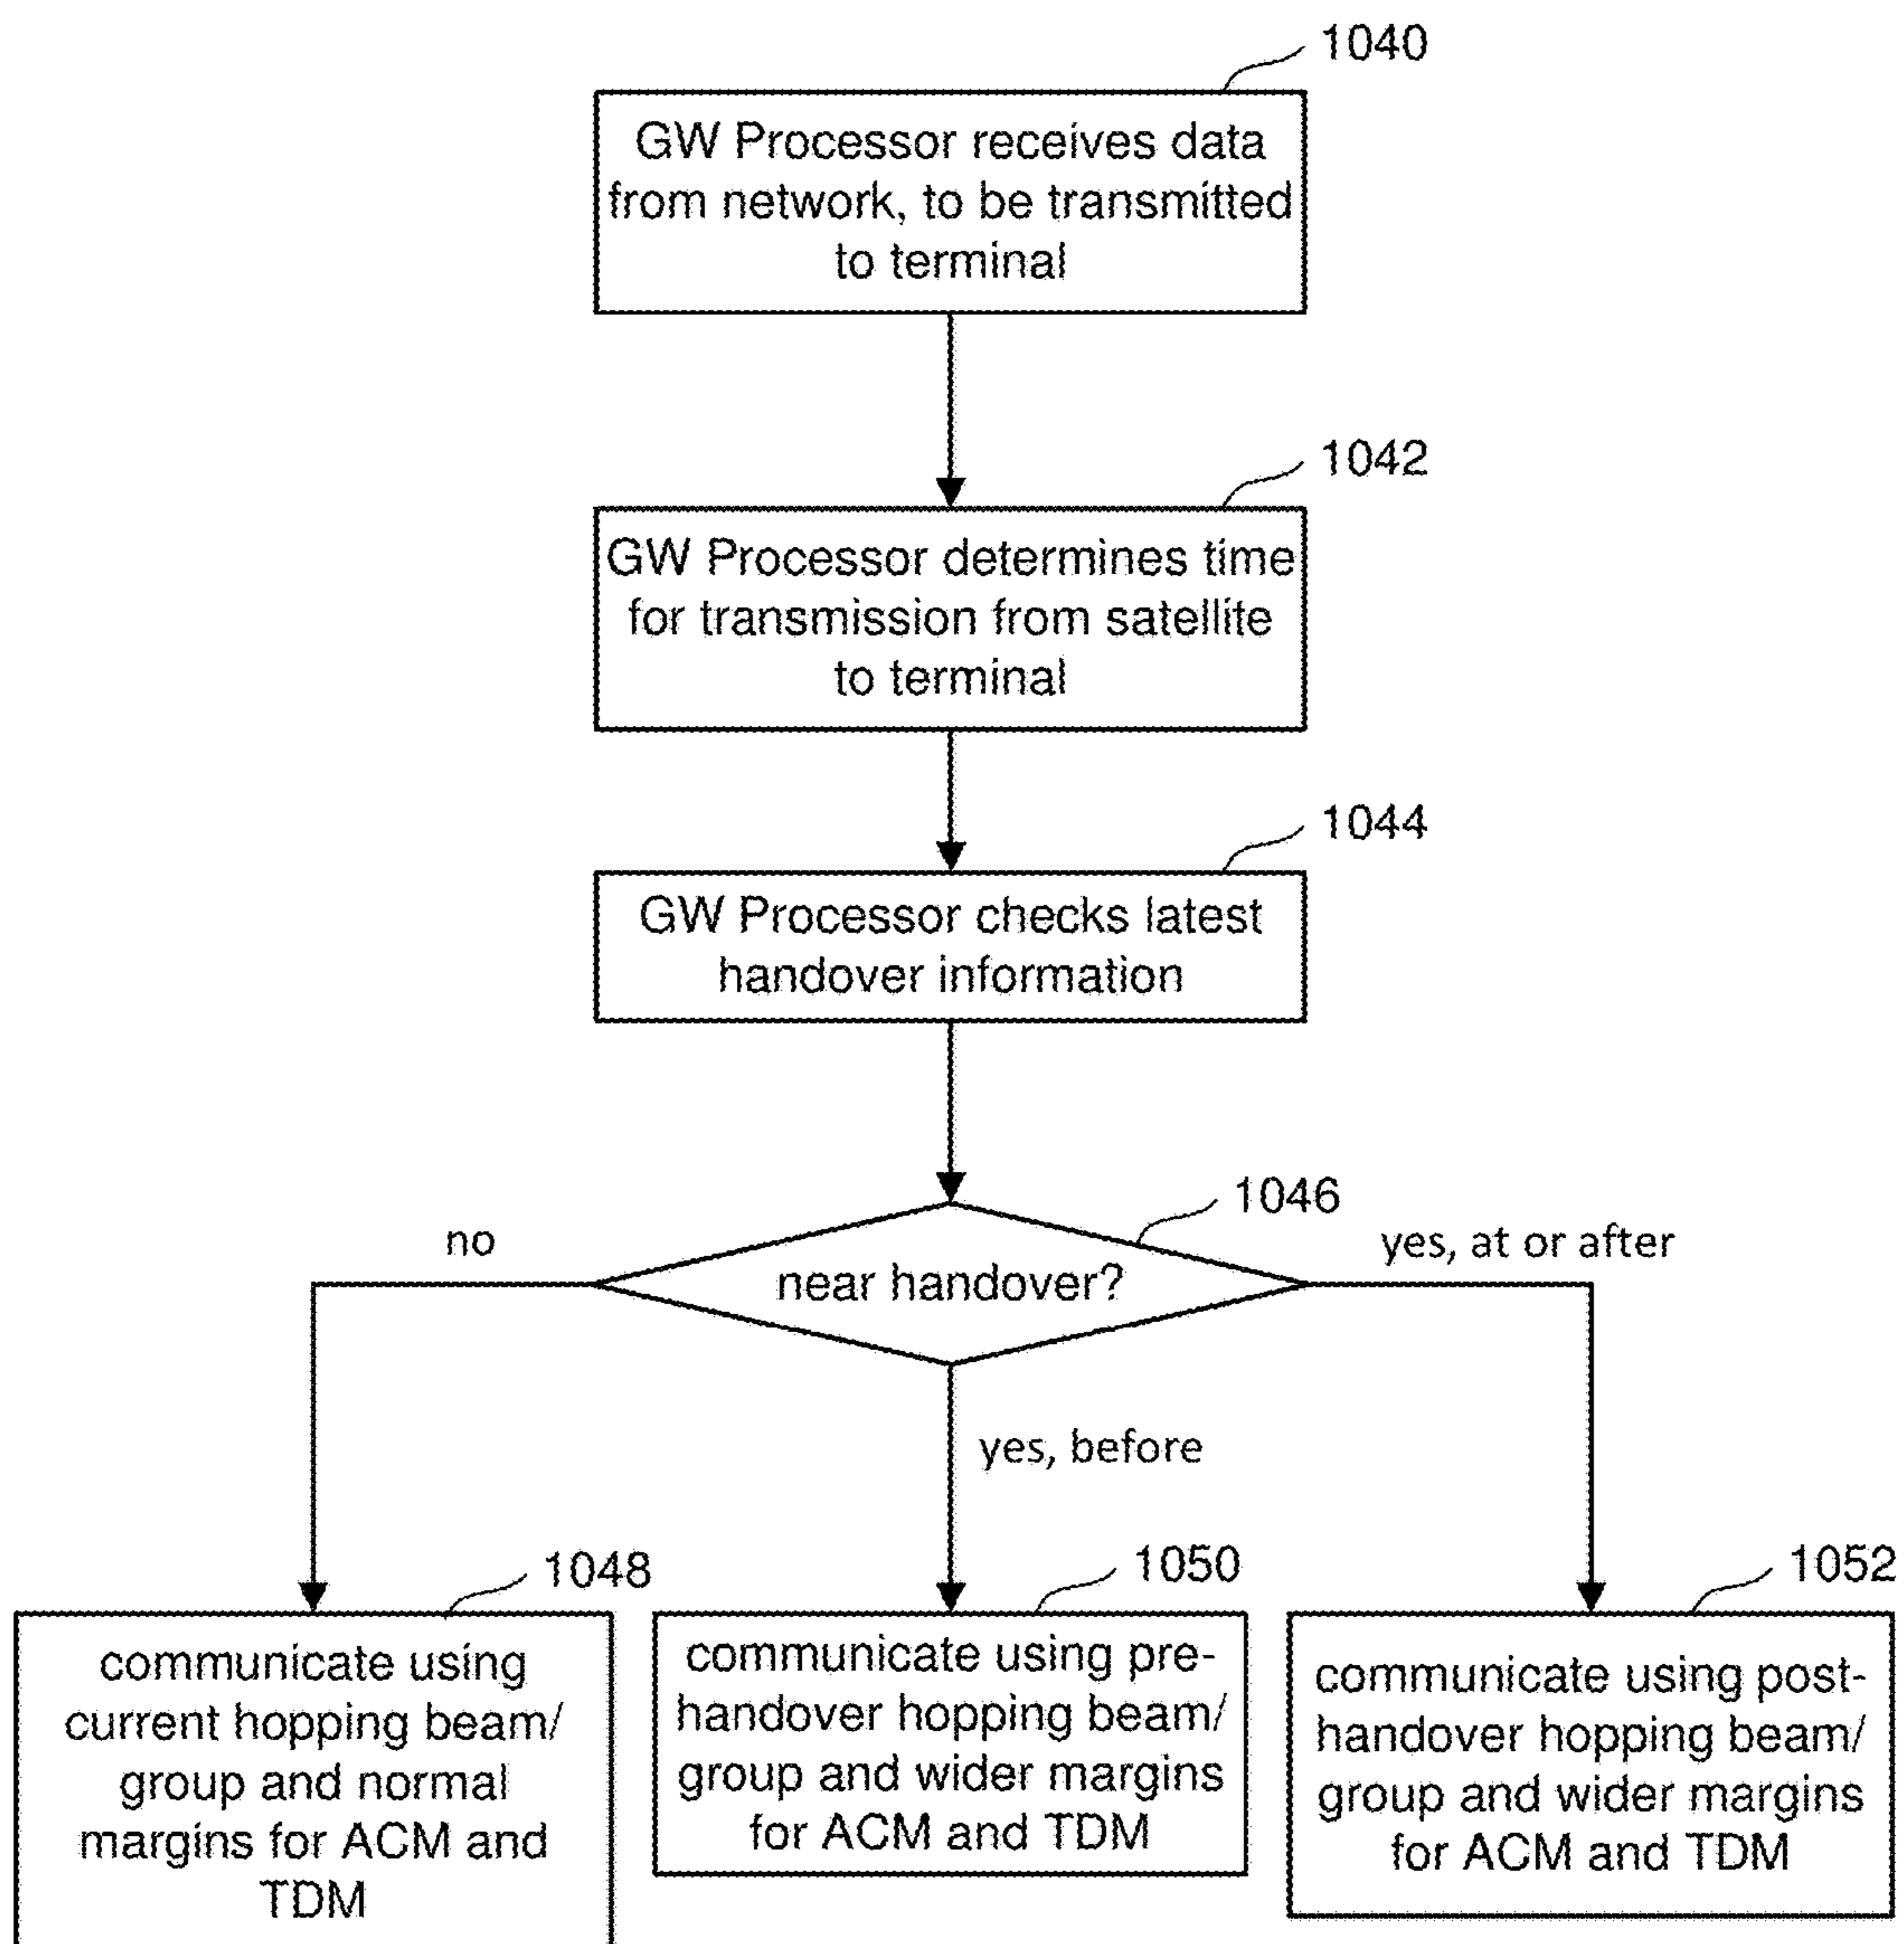 1040
GW Processor receives data
from network, to be transmitted
to terminal
1042
GW Processor determines time
for transmission from satellite
to terminal
1044
GW Processor checks latest
handover information
1046
near handover?
no
yes, at or after
yes, before
1048
communicate using
current hopping beam/
group and normal
margins for ACM and
TDM
1050
communicate using pre-
handover hopping beam/
group and wider margins
for ACM and TDM
1052
communicate using post-
handover hopping beam/
group and wider margins
for ACM and TDM